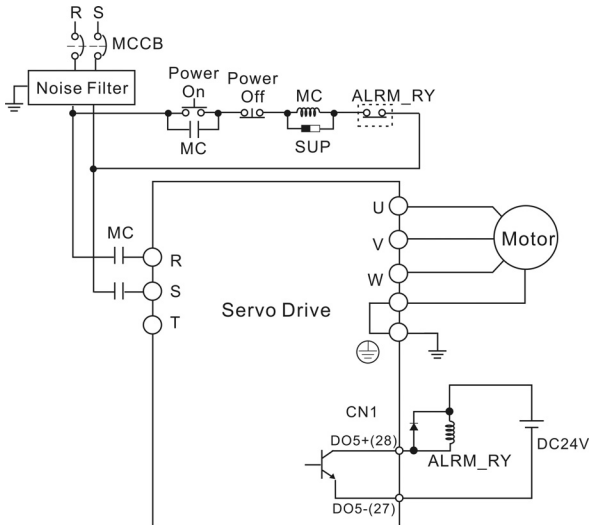 R S
MCCB
Noise Filter
Power
On
Power
Off
MC
ALRM_RY
MC
SUP
MC
R
S
T
Servo Drive
U
V
W
Motor
CN1
DO5+(28)
ALRM_RY
DC24V
DO5-(27)